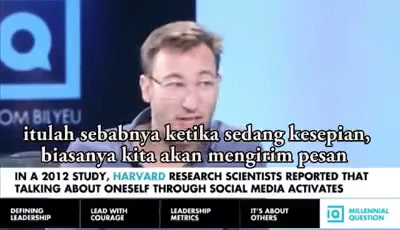 OM BILYEU
itulah sebabnya ketika sedang kesepian,
biasanya kita akan mengirim pesan
IN A 2012 STUDY, HARVARD RESEARCH SCIENTISTS REPORTED THAT
TALKING ABOUT ONESELF THROUGH SOCIAL MEDIA ACTIVATES
DEFINING
LEADERSHIP
LEAD WITH
COURAGE
LEADERSHIP
METRICS
IT'S ABOUT
OTHERS
MILLENNIAL
QUESTION